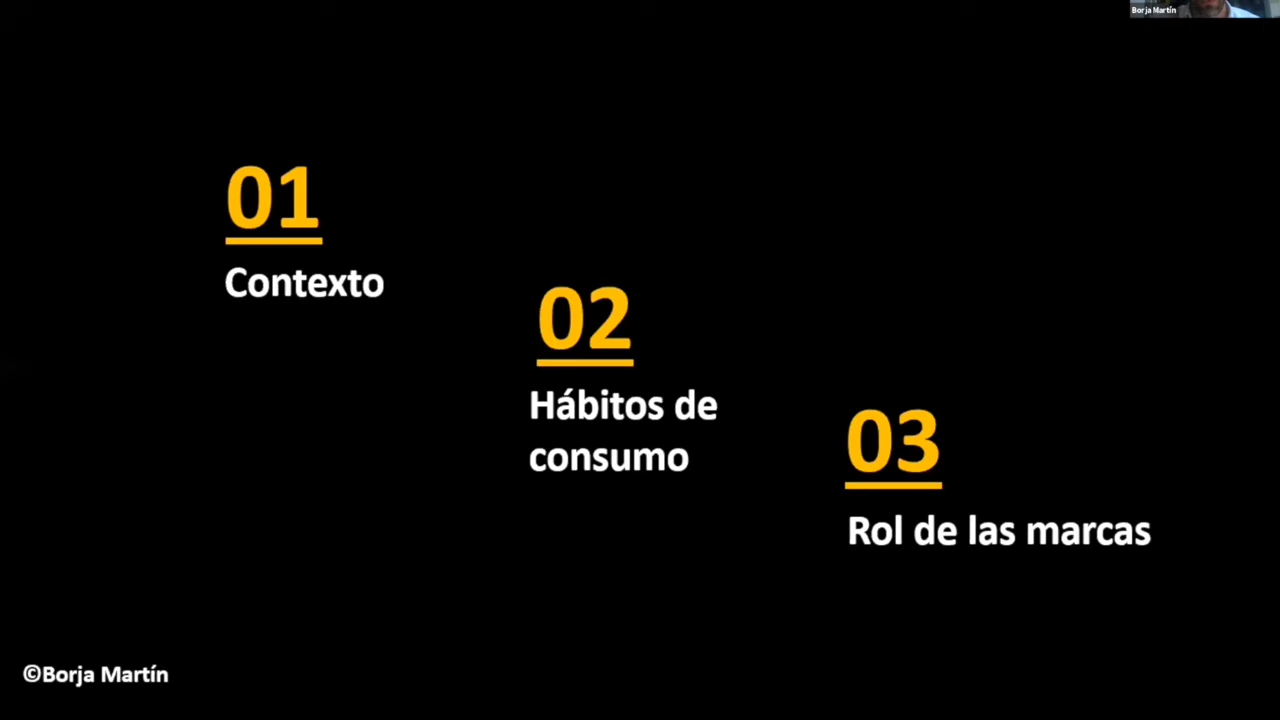 Borja Martín
01
Contexto
02
Hábitos de
consumo
03
Rol de las marcas
©Borja Martín